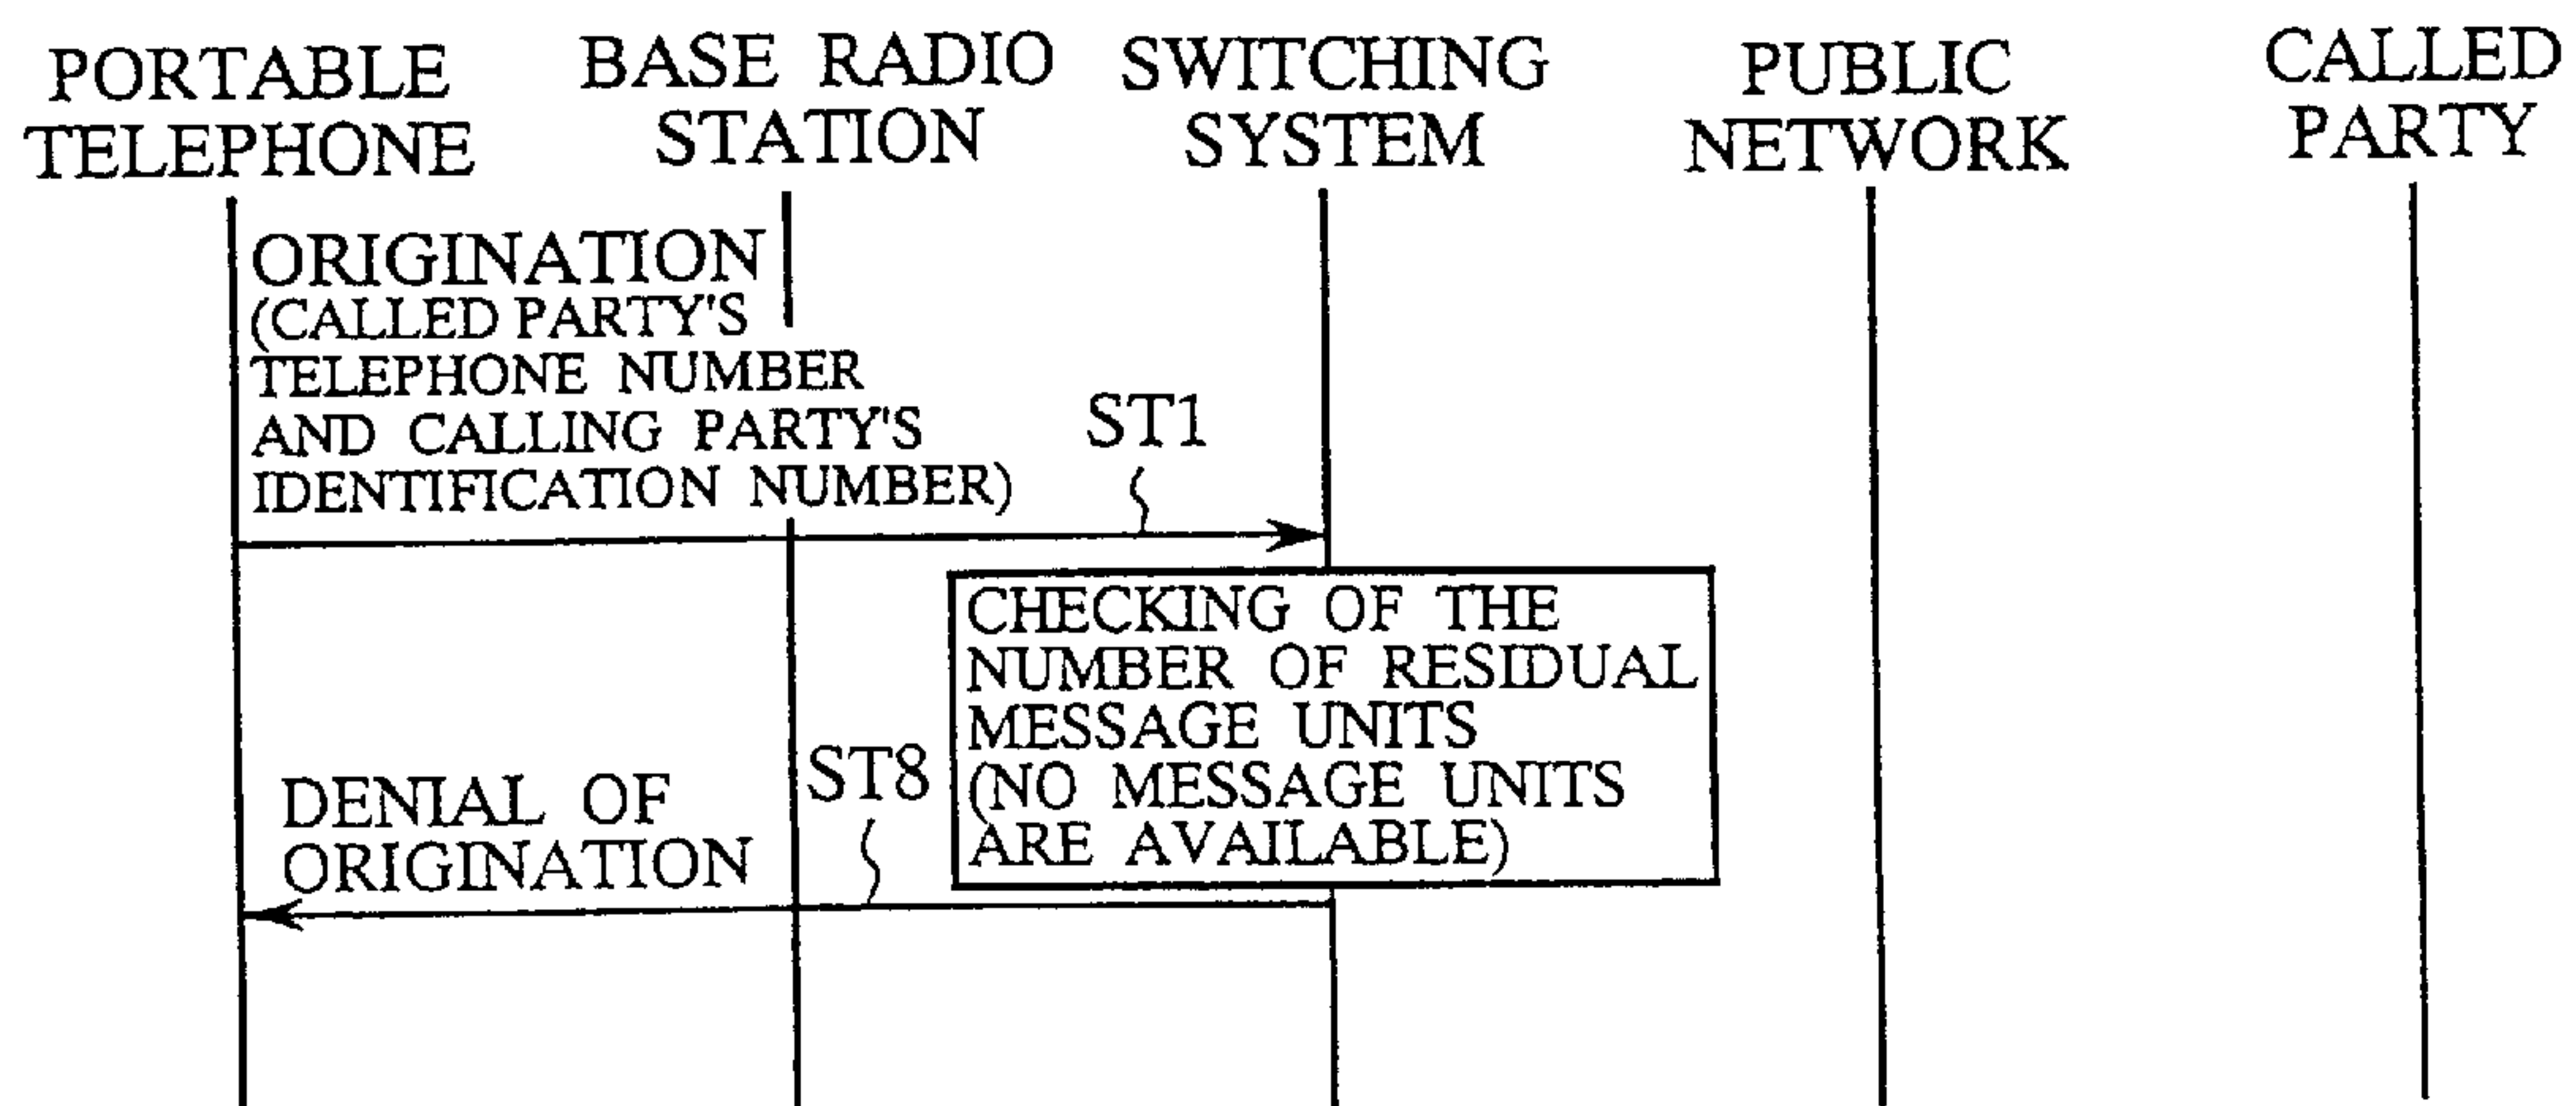 PORTABLE
TELEPHONE
BASE RADIO
STATION
SWITCHING
SYSTEM
PUBLIC
NETWORK
CALLED
PARTY
ORIGINATION
(CALLED PARTY'S
TELEPHONE NUMBER
AND CALLING PARTY'S
IDENTIFICATION NUMBER)
ST1
CHECKING OF THE
NUMBER OF RESIDUAL
MESSAGE UNITS
(NO MESSAGE UNITS
ARE AVAILABLE)
ST8
DENIAL OF
ORIGINATION